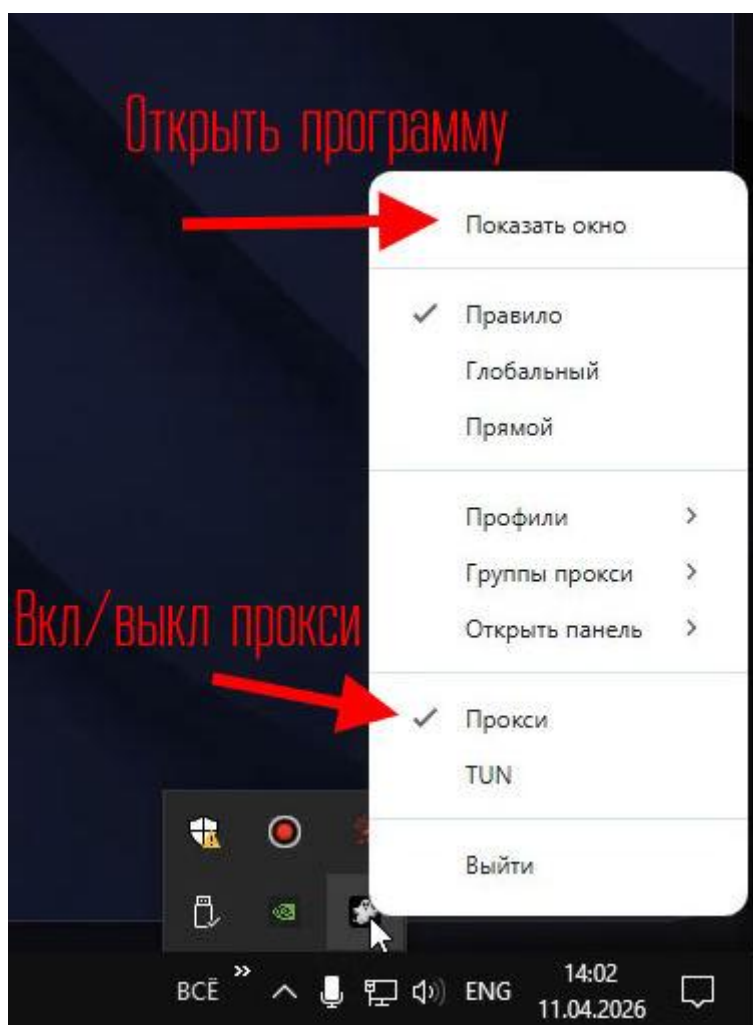 Открыть программу
Показать окно
Правило
Глобальный
Прямой
Профили
Группы прокси
Открыть панель
Вкл/выкл прокси
Прокси
TUN
Выйти
ВСЁ » ENG 14:02
11.04.2026